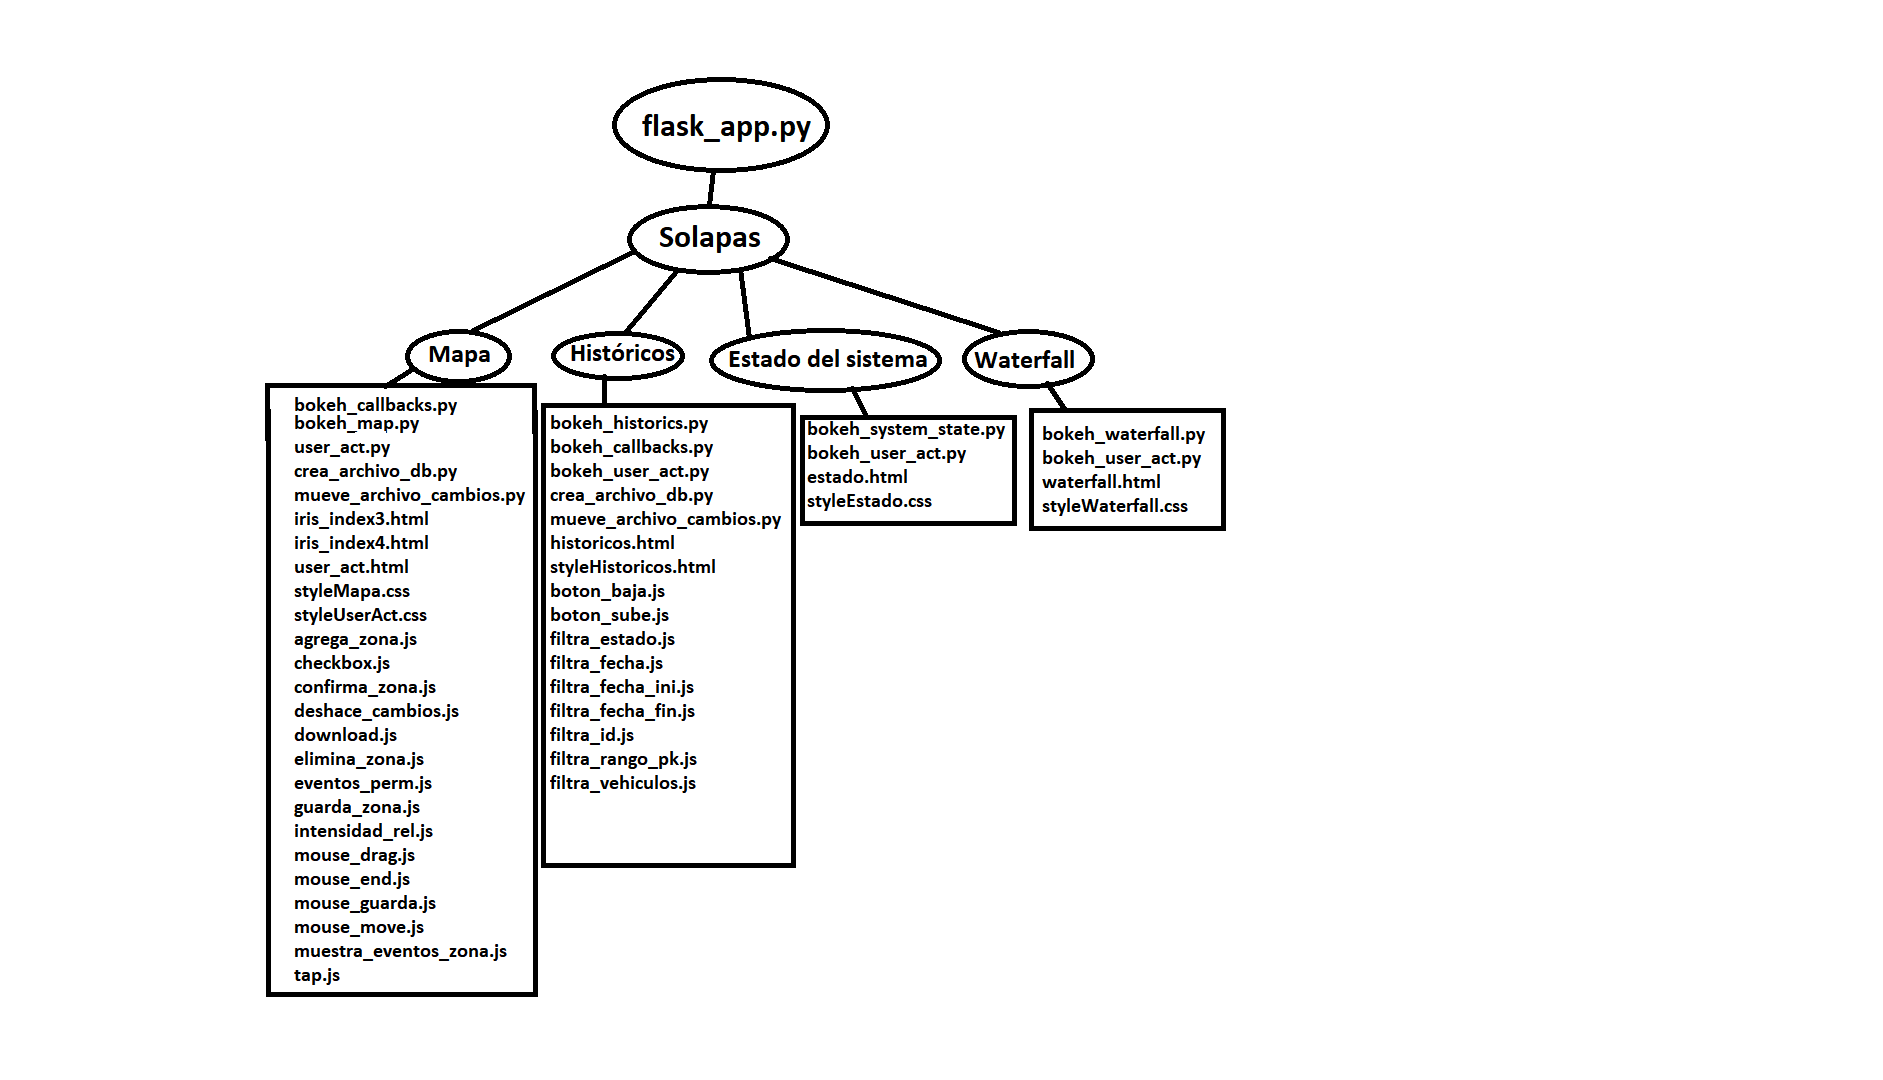 flask_app.py
Solapas
Mapa
Históricos
Estado del sistema
Waterfall
bokeh_callbacks.py
bokeh_map.py
user_act.py
crea_archivo_db.py
mueve_archivo_cambios.py
iris_index3.html
iris_index4.html
user_act.html
styleMapa.css
styleUserAct.css
agrega_zona.js
checkbox.js
confirma_zona.js
deshace_cambios.js
download.js
elimina_zona.js
eventos_perm.js
guarda_zona.js
intensidad_rel.js
mouse_drag.js
mouse_end.js
mouse_guarda.js
mouse_move.js
muestra_eventos_zona.js
tap.js
bokeh_historics.py
bokeh_callbacks.py
bokeh_user_act.py
crea_archivo_db.py
mueve_archivo_cambios.py
historicos.html
styleHistoricos.html
boton_baja.js
boton_sube.js
filtra_estado.js
filtra_fecha.js
filtra_fecha_ini.js
filtra_fecha_fin.js
filtra_id.js
filtra_rango_pk.js
filtra_vehiculos.js
bokeh_system_state.py
bokeh_user_act.py
estado.html
styleEstado.css
bokeh_waterfall.py
bokeh_user_act.py
waterfall.html
styleWaterfall.css